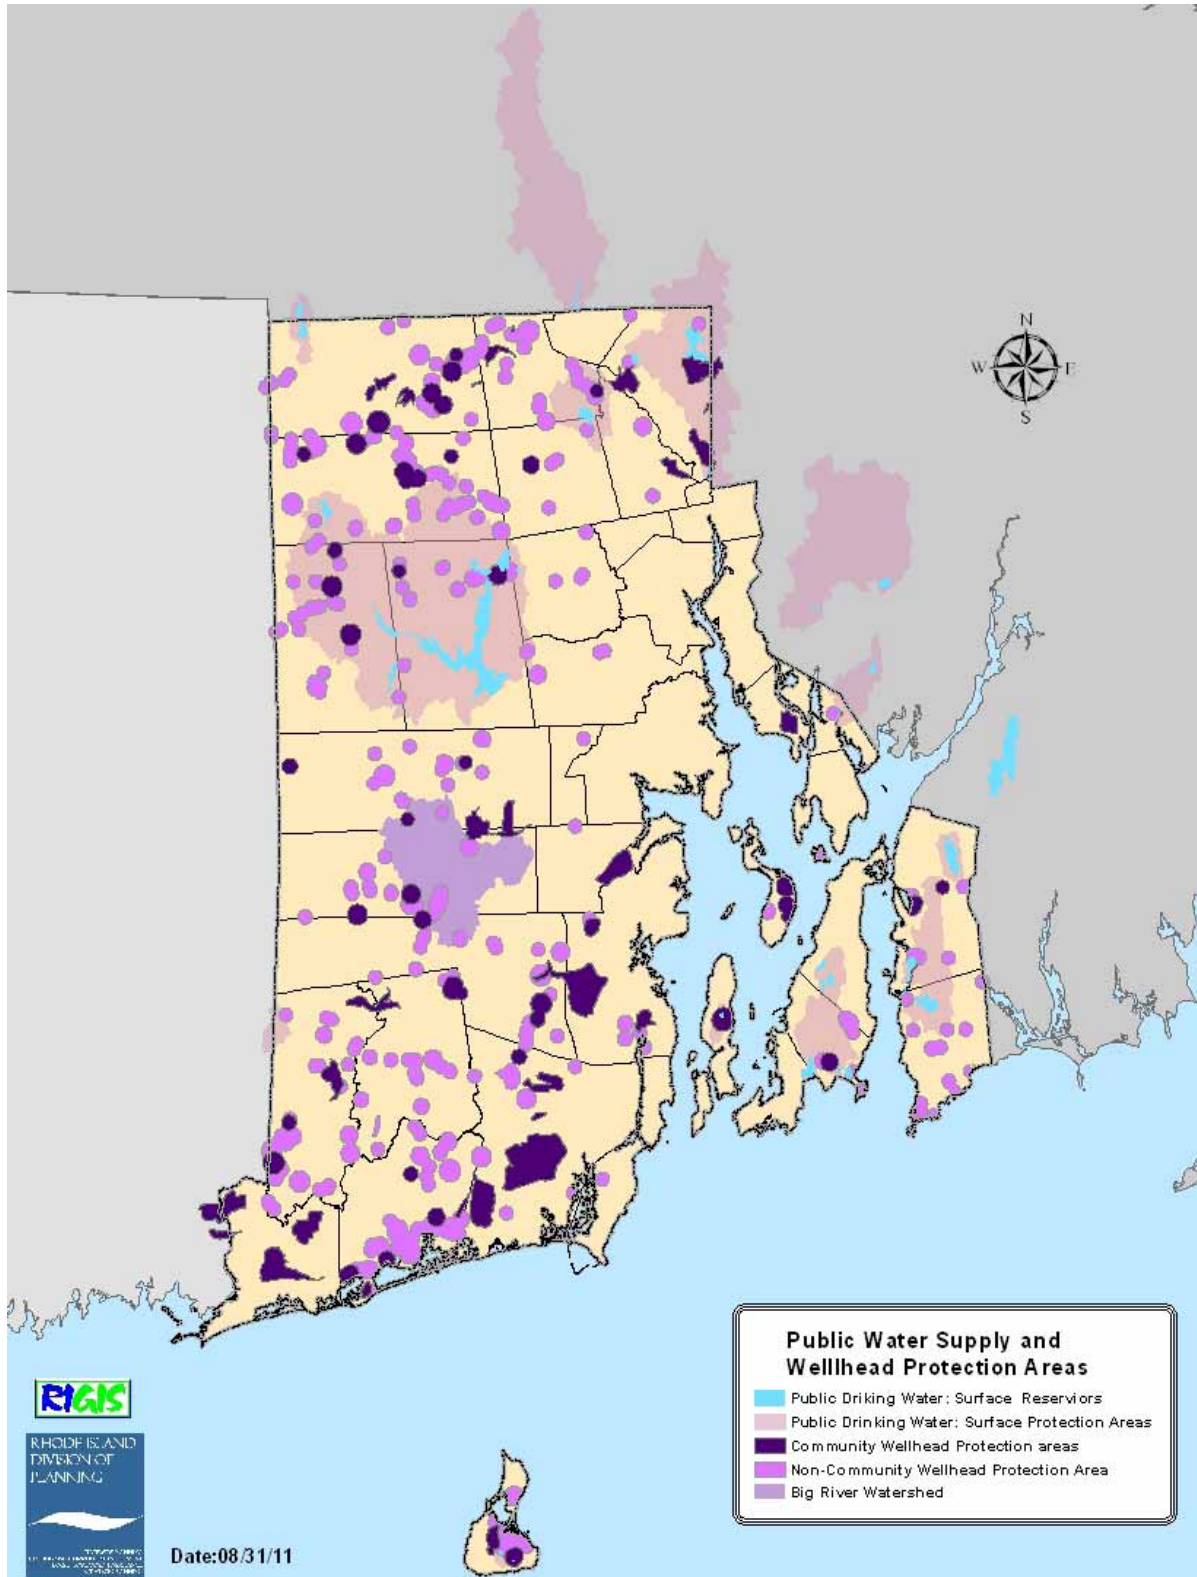 N
W E
S
Public Water Supply and
Welllhead Protection Areas
Public Driking Water: Surface Reserviors
Public Drinking Water: Surface Protection Areas
Community Wellhead Protection areas
Non-Community Wellhead Protection Area
Big River Watershed
RIGIS
RHODE ISLAND
DIVISION OF
PLANNING
Date:08/31/11